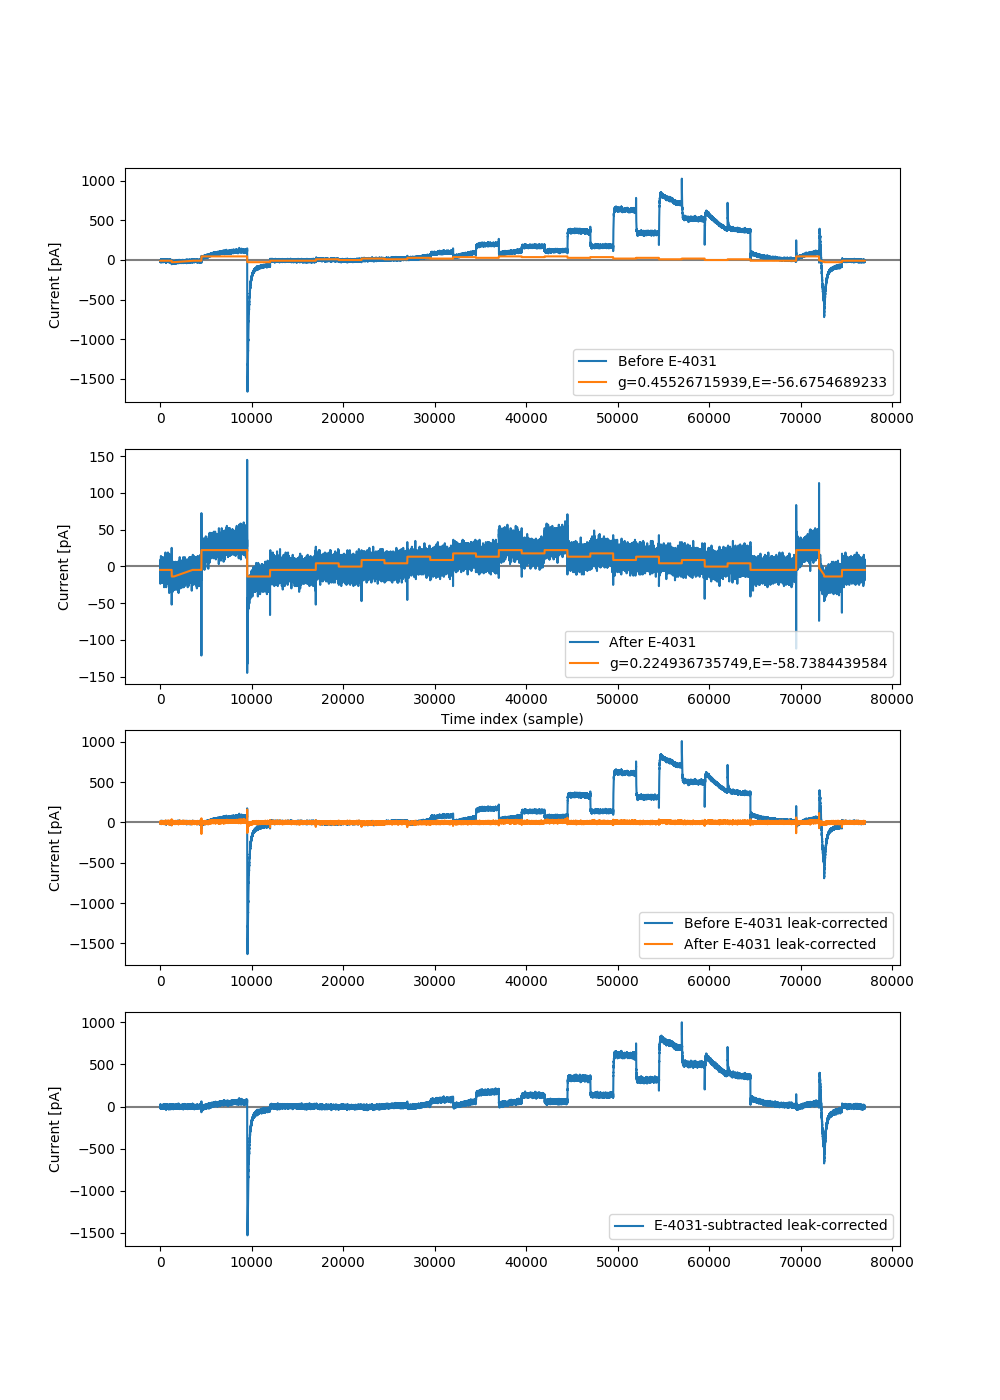 1000
500
0
−500
−1000
−1500
Current [pA]
Before E-4031
g=0.45526715939,E=-56.6754689233
0 10000 20000 30000 40000 50000 60000 70000 80000
150
100
50
0
−50
−100
−150
Current [pA]
After E-4031
g=0.224936735749,E=-58.7384439584
0 10000 20000 30000 40000 50000 60000 70000 80000
Time index (sample)
1000
500
0
−500
−1000
−1500
Current [pA]
Before E-4031 leak-corrected
After E-4031 leak-corrected
0 10000 20000 30000 40000 50000 60000 70000 80000
1000
500
0
−500
−1000
−1500
Current [pA]
E-4031-subtracted leak-corrected
0 10000 20000 30000 40000 50000 60000 70000 80000